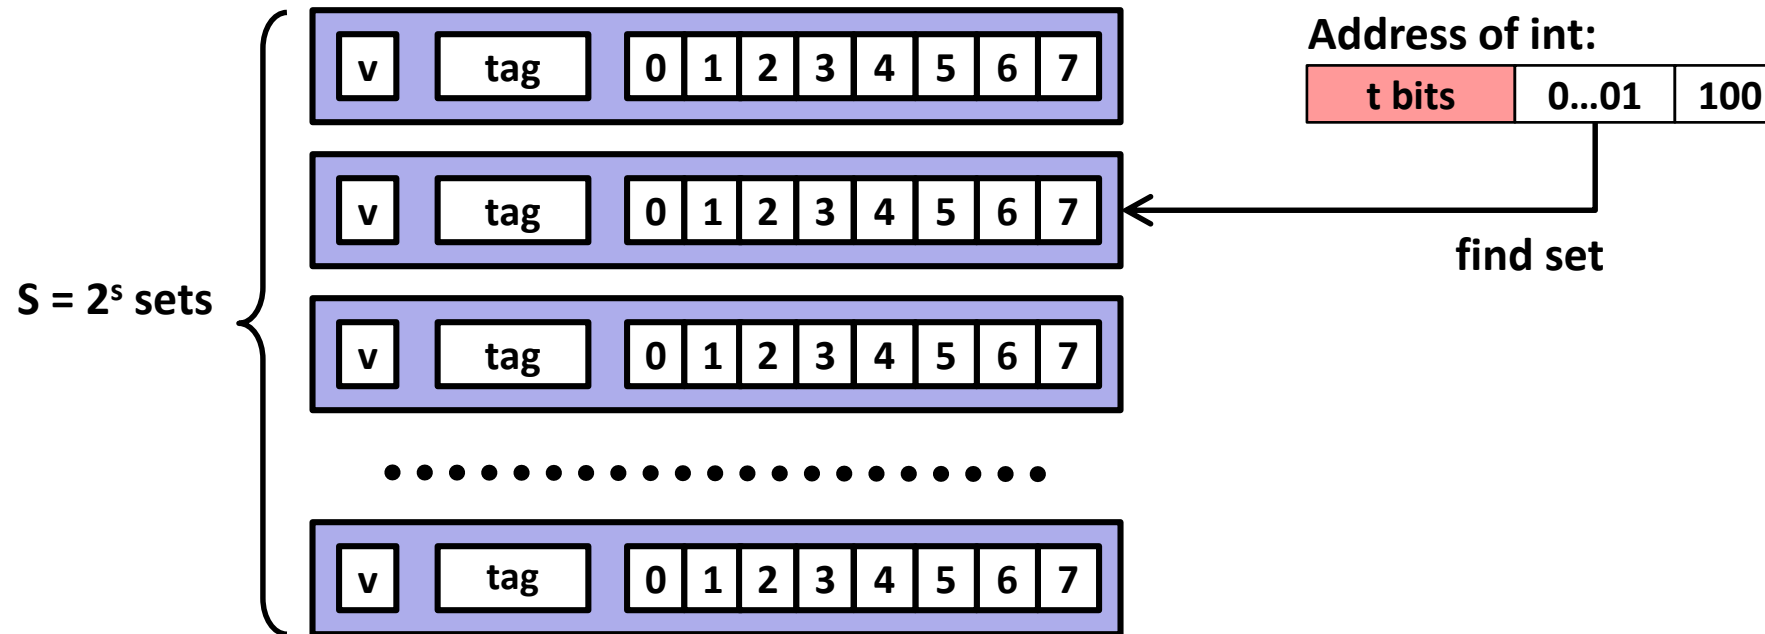 v tag 0 1 2 3 4 5 6 7
Address of int:
t bits 0...01 100
v tag 0 1 2 3 4 5 6 7
find set
S = 2ˢ sets
v tag 0 1 2 3 4 5 6 7
v tag 0 1 2 3 4 5 6 7